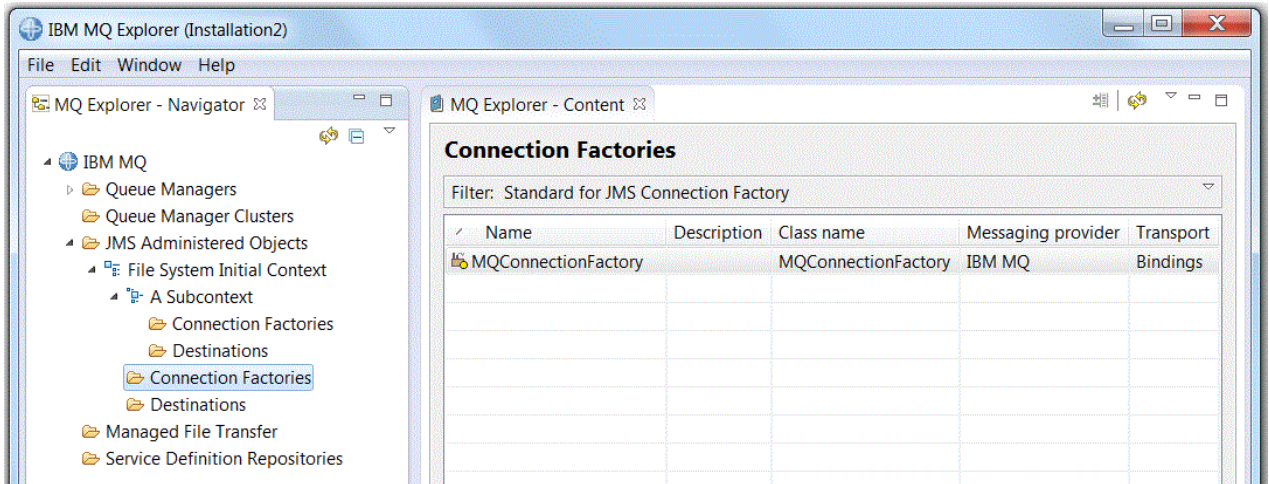 IBM MQ Explorer (Installation2)
File Edit Window Help
MQ Explorer - Navigator
IBM MQ
Queue Managers
Queue Manager Clusters
JMS Administered Objects
File System Initial Context
A Subcontext
Connection Factories
Destinations
Connection Factories
Destinations
Managed File Transfer
Service Definition Repositories
MQ Explorer - Content
Connection Factories
Filter: Standard for JMS Connection Factory
Name Description Class name Messaging provider Transport
MQConnectionFactory MQConnectionFactory IBM MQ Bindings